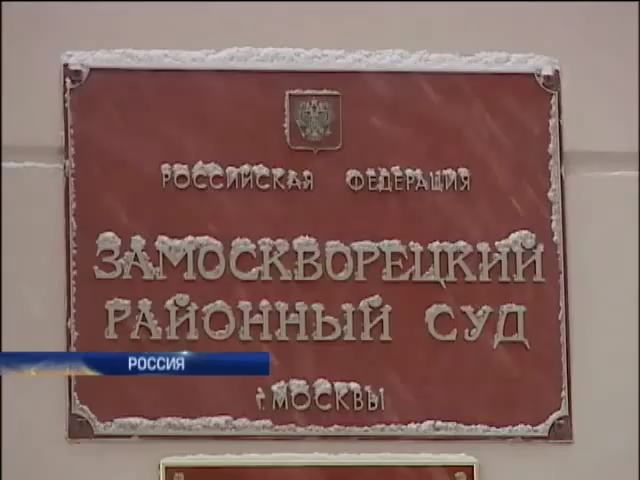 РОССИЙСКАЯ ФЕДЕРАЦИЯ
ЗАМОСКВОРЕЦКИЙ
РАЙОННЫЙ СУД
РОССИЯ
г. МОСКВЫ